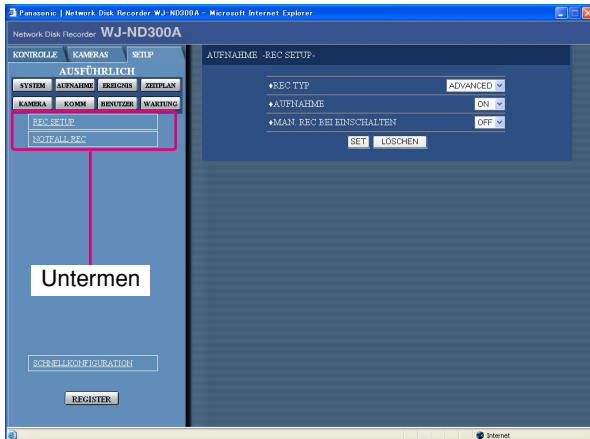 Panasonic | Network Disk Recorder WJ-ND300A - Microsoft Internet Explorer
Network Disk Recorder WJ-ND300A
KONTROLLE KAMERAS SETUP
AUSFÜHRLICH
SYSTEM AUFNAHME EREIGNIS ZEITPLAN
KAMERA KOMM BENUTZER WARTUNG
REC SETUP
NOTFALL REC
Untermen
SCHNELLKONFIGURATION
REGISTER
AUFNAHME -REC SETUP-
♦REC TYP ADVANCED
♦AUFNAHME ON
♦MAN. REC BEI EINSCHALTEN OFF
SET LÖSCHEN
Internet